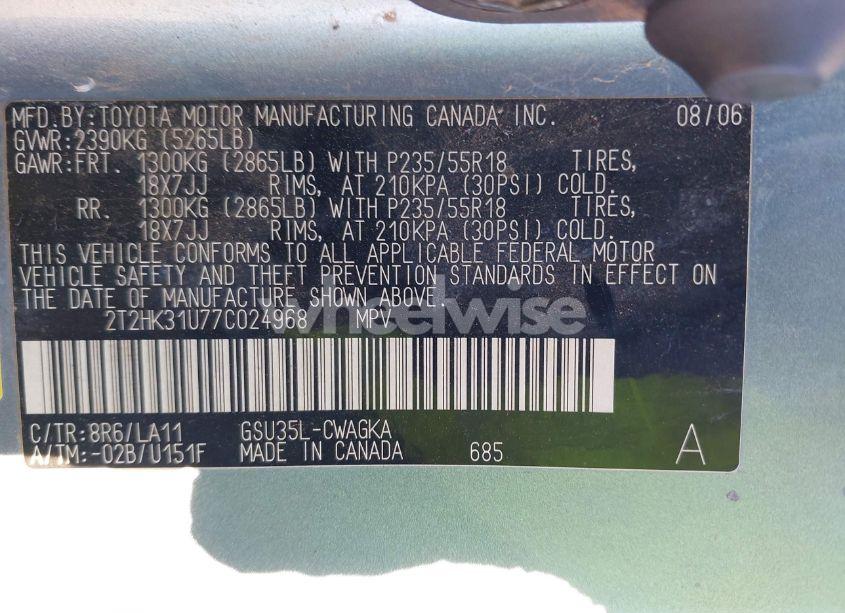 MFD.BY:TOYOTA MOTOR MANUFACTURING CANADA INC. 08/06
GVWR:2390KG (5265LB)
GAWR:FRT. 1300KG (2865LB) WITH P235/55R18 TIRES,
18X7JJ RIMS, AT 210KPA (30PSI) COLD.
RR. 1300KG (2865LB) WITH P235/55R18 TIRES,
18X7JJ RIMS, AT 210KPA (30PSI) COLD.
THIS VEHICLE CONFORMS TO ALL APPLICABLE FEDERAL MOTOR
VEHICLE SAFETY AND THEFT PREVENTION STANDARDS IN EFFECT ON
THE DATE OF MANUFACTURE SHOWN ABOVE.
wheelwise
2T2HK31U77C024968 MPV
C/TR:8R6/LA11 GSU35L-CWAGKA
A/TM:-02B/U151F MADE IN CANADA 685 A